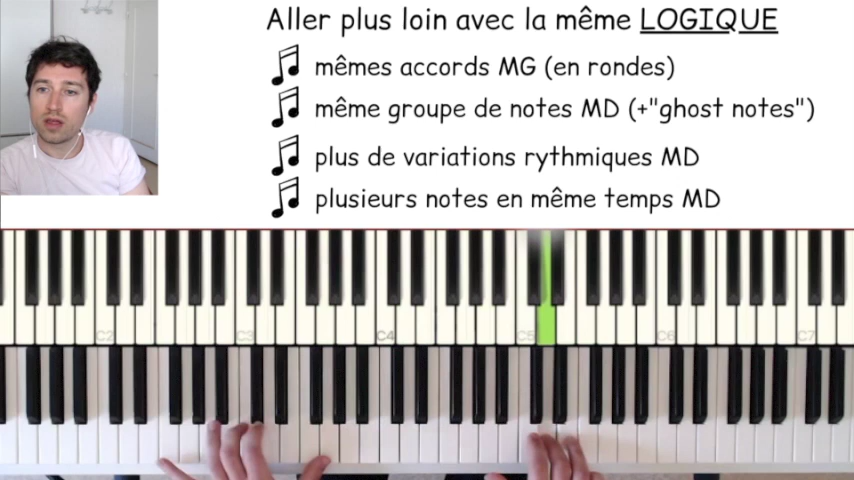 Aller plus loin avec la même LOGIQUE
mêmes accords MG (en rondes)
même groupe de notes MD (+"ghost notes")
plus de variations rythmiques MD
plusieurs notes en même temps MD
C2 C3 C4 C5 C6 C7